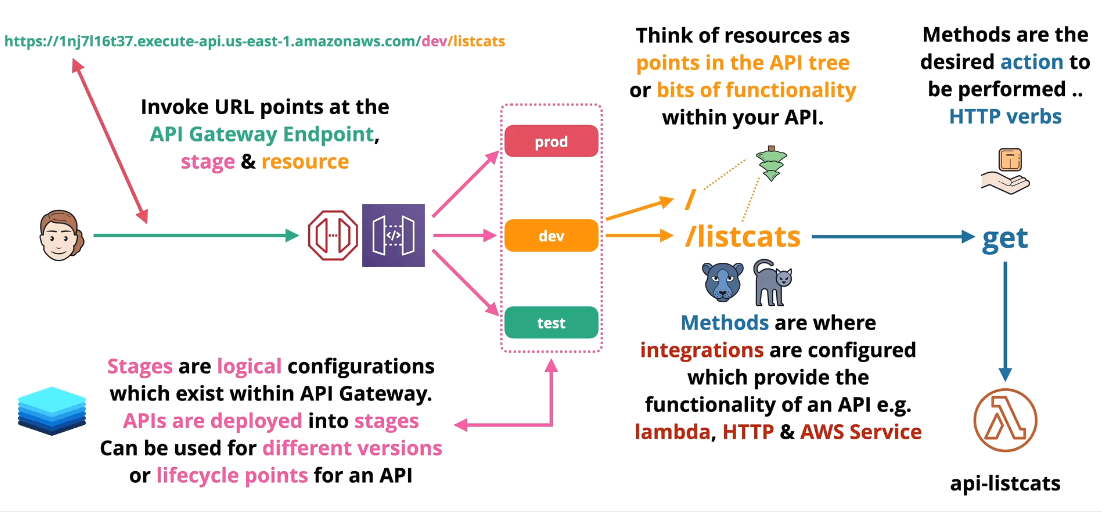 https://1nj7l16t37.execute-api.us-east-1.amazonaws.com/dev/listcats
Invoke URL points at the
API Gateway Endpoint,
stage & resource
prod
dev
test
Think of resources as
points in the API tree
or bits of functionality
within your API.
/
/listcats
Methods are the
desired action to
be performed ..
HTTP verbs
get
Stages are logical configurations
which exist within API Gateway.
APIs are deployed into stages
Can be used for different versions
or lifecycle points for an API
Methods are where
integrations are configured
which provide the
functionality of an API e.g.
lambda, HTTP & AWS Service
api-listcats